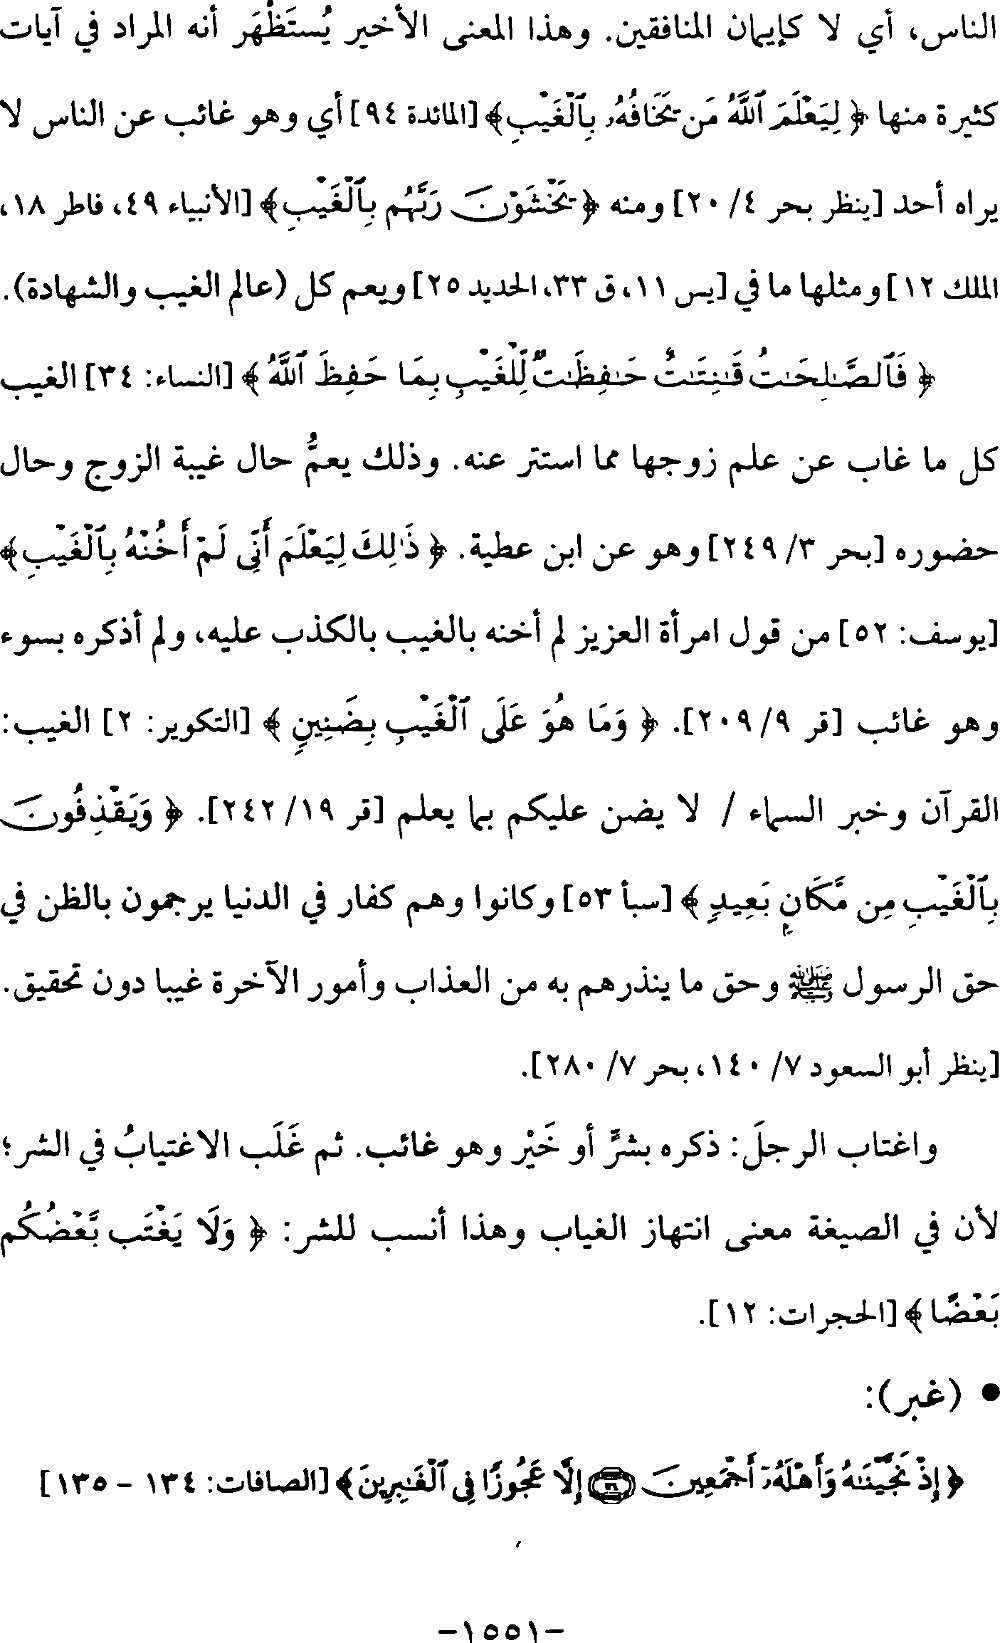 الناس، أي لا كإيمان المنافقين. وهذا المعنى الأخير يُستَظْهَر أنه المراد في آيات
كثيرة منها ﴿ لِيَعْلَمَ ٱللَّهُ مَن يَخَافُهُۥ بِٱلْغَيْبِ﴾ [المائدة ٩٤] أي وهو غائب عن الناس لا
يراه أحد [ينظر بحر ٤/ ٢٠] ومنه ﴿يَخْشَوْنَ رَبَّهُم بِٱلْغَيْبِ﴾ [الأنبياء ٤٩، فاطر ١٨،
الملك ١٢] ومثلها ما في [يس ١١، ق ٣٣، الحديد ٢٥] ويعم كل (عالم الغيب والشهادة).
﴿ فَٱلصَّـٰلِحَـٰتُ قَـٰنِتَـٰتٌ حَـٰفِظَـٰتٌ لِّلْغَيْبِ بِمَا حَفِظَ ٱللَّهُ ﴾ [النساء: ٣٤] الغيب
كل ما غاب عن علم زوجها مما استتر عنه. وذلك يعمُّ حال غيبة الزوج وحال
حضوره [بحر ٣/ ٢٤٩] وهو عن ابن عطية. ﴿ ذَٰلِكَ لِيَعْلَمَ أَنِّى لَمْ أَخُنْهُ بِٱلْغَيْبِ﴾
[يوسف: ٥٢] من قول امرأة العزيز لم أخنه بالغيب بالكذب عليه، ولم أذكره بسوء
وهو غائب [قر ٩/ ٢٠٩]. ﴿ وَمَا هُوَ عَلَى ٱلْغَيْبِ بِضَنِينٍ ﴾ [التكوير: ٢] الغيب:
القرآن وخبر السماء / لا يضن عليكم بما يعلم [قر ١٩/ ٢٤٢]. ﴿ وَيَقْذِفُونَ
بِٱلْغَيْبِ مِن مَّكَانٍۭ بَعِيدٍ ﴾ [سبأ ٥٣] وكانوا وهم كفار في الدنيا يرجمون بالظن في
حق الرسول ﷺ وحق ما ينذرهم به من العذاب وأمور الآخرة غيبا دون تحقيق.
[ينظر أبو السعود ٧/ ١٤٠، بحر ٧/ ٢٨٠].
واغتاب الرجلَ: ذكره بشرٍّ أو خَيْر وهو غائب. ثم غَلَب الاغتيابُ في الشر؛
لأن في الصيغة معنى انتهاز الغياب وهذا أنسب للشر: ﴿ وَلَا يَغْتَب بَّعْضُكُم
بَعْضًا ﴾ [الحجرات: ١٢].
• (غبر):
﴿ إِذْ نَجَّيْنَـٰهُ وَأَهْلَهُۥٓ أَجْمَعِينَ إِلَّا عَجُوزًا فِى ٱلْغَـٰبِرِينَ﴾ [الصافات: ١٣٤ - ١٣٥]
-١٥٥١-